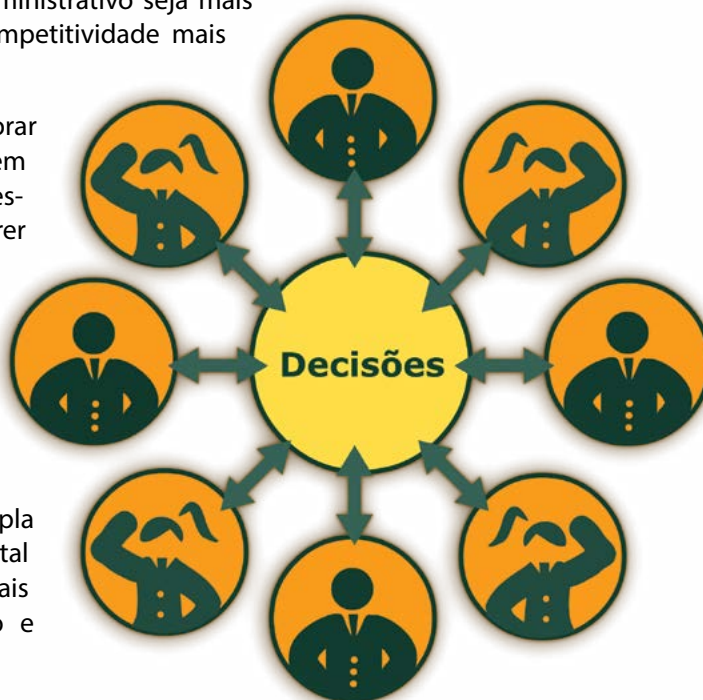 ministrativo seja mais
mpetitividade mais
orar
em
es-
rer
Decisões
pla
tal
ais
o e